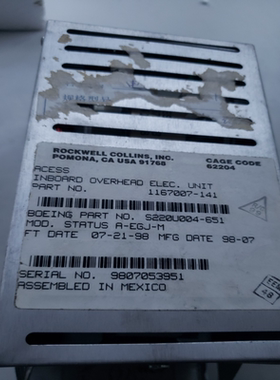 ROCKWELL COLLINS, INC. CAGE CODE
POMONA, CA USA 91768 62204
ACESS
INBOARD OVERHEAD ELEC. UNIT
PART NO. 1167007-141
BOEING PART NO. S220U004-651
MOD. STATUS A-EGJ-M
FT DATE 07-21-98 MFG DATE 98-07
SERIAL NO. 9807053951
ASSEMBLED IN MEXICO